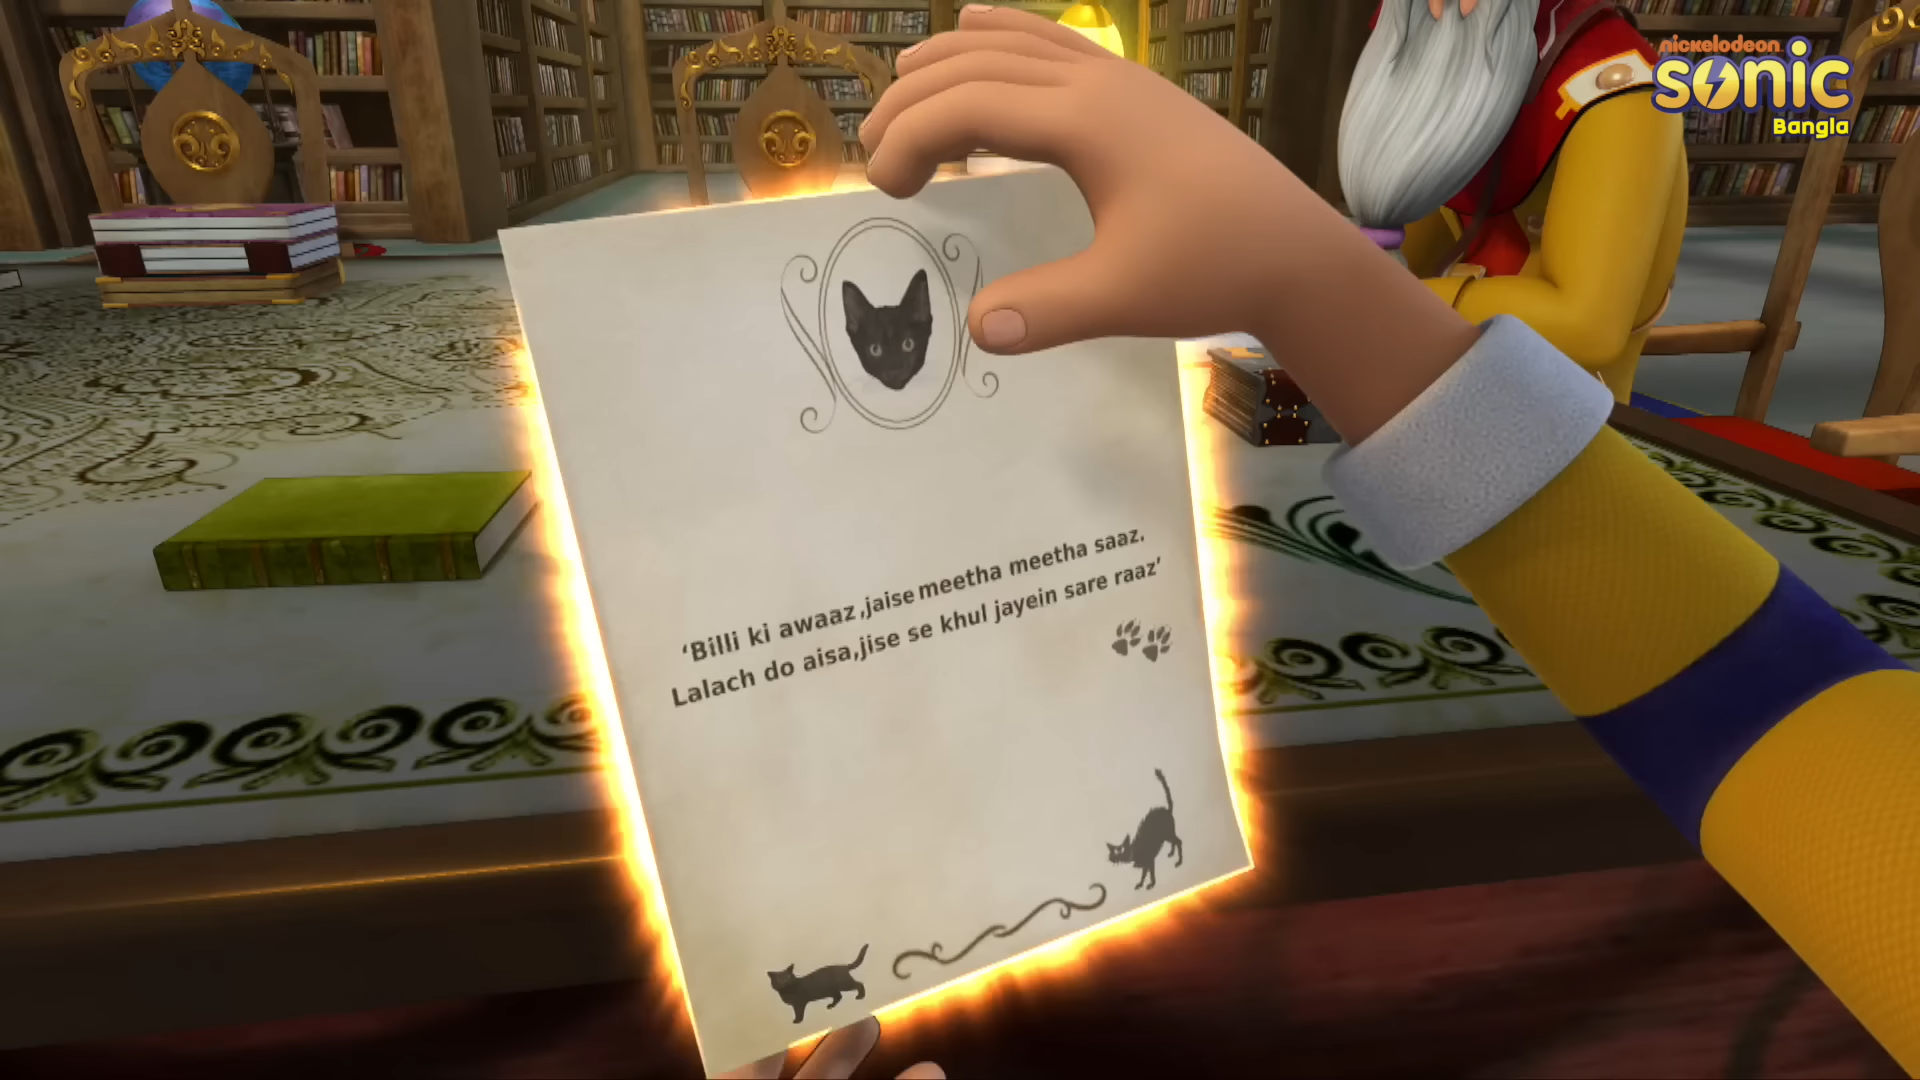 nickelodeon
sonic
Bangla
‘Billi ki awaaz,jaise meetha meetha saaz.
Lalach do aisa,jise se khul jayein sare raaz’